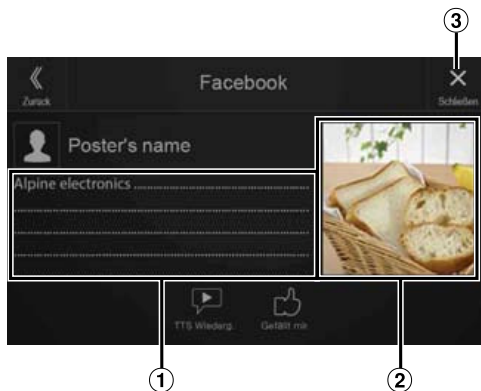 ③
Facebook
Zurück
Schließen
Poster's name
Alpine electronics
TTS Wiederg.
Gefällt mir
①
②